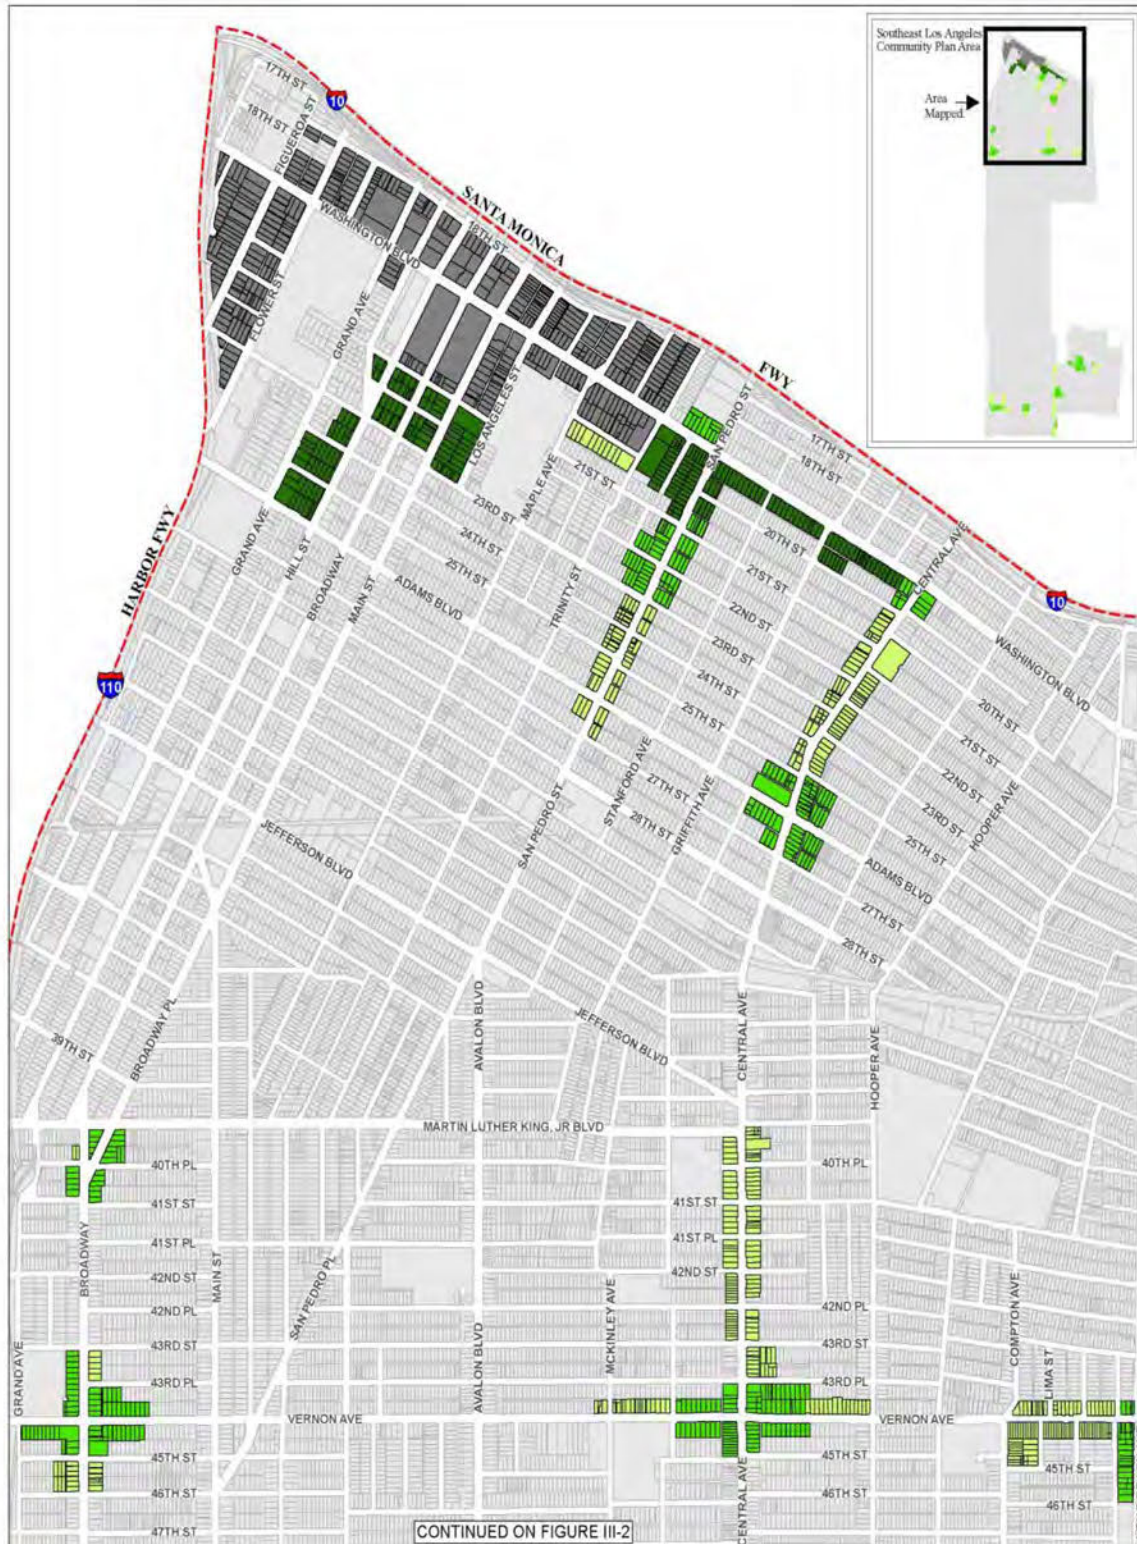 Southeast Los Angeles
Community Plan Area
Area
Mapped
17TH ST
10
18TH ST
FIGUEROA ST
SANTA MONICA
18TH ST
WASHINGTON BLVD
FLOWER ST
GRAND AVE
LOS ANGELES ST
FWY
SAN PEDRO ST
17TH ST
18TH ST
MAPLE AVE
21ST ST
23RD ST
24TH ST
25TH ST
20TH ST
CENTRAL AVE
GRAND AVE
HILL ST
BROADWAY
MAIN ST
ADAMS BLVD
TRINITY ST
21ST ST
22ND ST
23RD ST
24TH ST
25TH ST
HARBOR FWY
110
10
WASHINGTON BLVD
20TH ST
21ST ST
22ND ST
23RD ST
25TH ST
HOOPER AVE
STANFORD AVE
27TH ST
28TH ST
GRIFFITH AVE
SAN PEDRO ST
JEFFERSON BLVD
ADAMS BLVD
27TH ST
28TH ST
39TH ST
BROADWAY PL
AVALON BLVD
JEFFERSON BLVD
CENTRAL AVE
HOOPER AVE
MARTIN LUTHER KING, JR BLVD
40TH PL
40TH PL
41ST ST
41ST ST
41ST PL
41ST PL
42ND ST
42ND ST
BROADWAY
MAIN ST
SAN PEDRO PL
42ND PL
42ND PL
43RD ST
43RD ST
GRAND AVE
AVALON BLVD
MCKINLEY AVE
COMPTON AVE
LIMA ST
43RD PL
43RD PL
VERNON AVE
VERNON AVE
45TH ST
45TH ST
45TH ST
46TH ST
46TH ST
46TH ST
CENTRAL AVE
47TH ST
CONTINUED ON FIGURE III-2